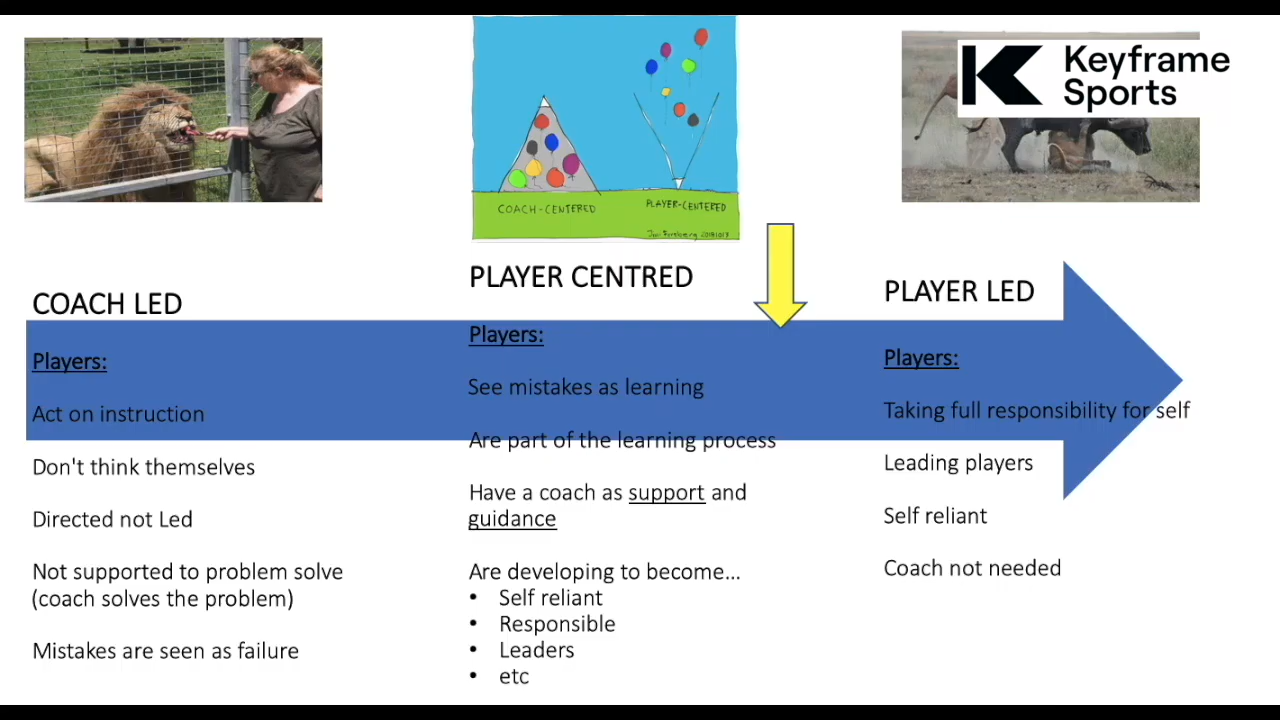 Keyframe
Sports
COACH-CENTERED
PLAYER-CENTERED
COACH LED
Players:
Act on instruction
Don't think themselves
Directed not Led
Not supported to problem solve
(coach solves the problem)
Mistakes are seen as failure
PLAYER CENTRED
Players:
See mistakes as learning
Are part of the learning process
Have a coach as support and
guidance
Are developing to become...
• Self reliant
• Responsible
• Leaders
• etc
PLAYER LED
Players:
Taking full responsibility for self
Leading players
Self reliant
Coach not needed